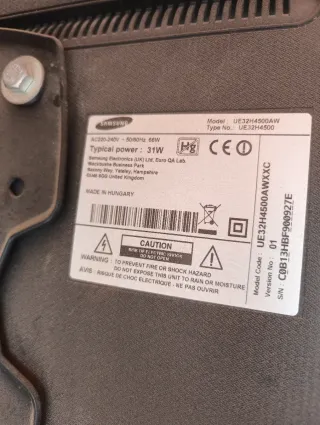 SAMSUNG
Model : UE32H4500AW
Type No. : UE32H4500
AC220-240V ~ 50/60Hz 58W
Typical power : 31W
Samsung Electronics (UK) Ltd, Euro QA Lab.
Blackbushe Business Park
Saxony Way, Yateley, Hampshire
GU46 6GG United Kingdom
Hg
CE
MADE IN HUNGARY
CAUTION
RISK OF ELECTRIC SHOCK
DO NOT OPEN
WARNING : TO PREVENT FIRE OR SHOCK HAZARD
DO NOT EXPOSE THIS UNIT TO RAIN OR MOISTURE
AVIS : RISQUE DE CHOC ELECTRIQUE - NE PAS OUVRIR
Model Code : UE32H4500AWXXC
Version No : 01
S/N : C0B13HBF900927E